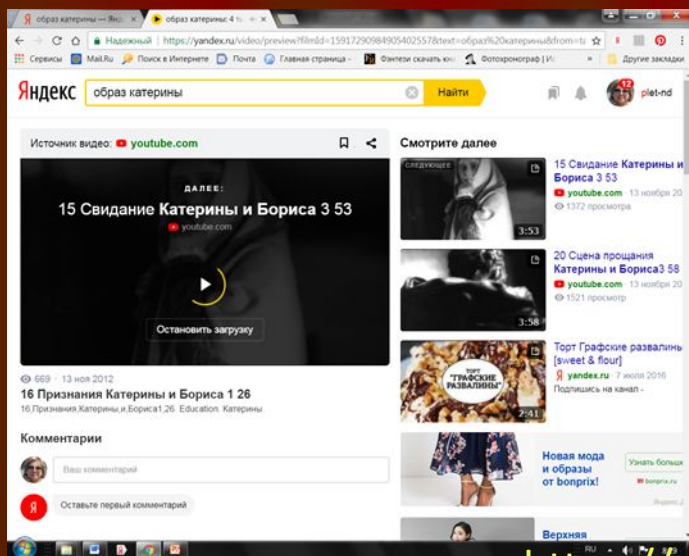 образ катерины — Янд
образ катерины: 4 т
Надежный
https://yandex.ru/video/preview?filmId=15917290984905402557&text=образ%20катерины&from=ta
Сервисы
Mail.Ru
Поиск в Интернете
Почта
Главная страница -
Фэнтези скачать кни
Фотохронограф | Ис
»
Другие закладки
Яндекс
образ катерины
Найти
12
plet-nd
Источник видео: youtube.com
ДАЛЕЕ:
15 Свидание Катерины и Бориса 3 53
youtube.com
Остановить загрузку
669 · 13 ноя 2012
16 Признания Катерины и Бориса 1 26
16,Признания,Катерины,и,Бориса1,26. Education. Катерины.
Комментарии
Ваш комментарий
Я
Оставьте первый комментарий
Смотрите далее
СЛЕДУЮЩЕЕ
3:53
15 Свидание Катерины и
Бориса 3 53
youtube.com · 13 ноября 20
1372 просмотра
3:58
20 Сцена прощания
Катерины и Бориса3 58
youtube.com · 13 ноября 20
1521 просмотр
ТОРТ
"ГРАФСКИЕ
РАЗВАЛИНЫ"
2:41
Торт Графские развалины
[sweet & flour]
yandex.ru · 7 июля 2016
Подпишись на канал -
Новая мода
и образы
от bonprix!
Узнать больше
bonprix.ru
Верхняя
RU